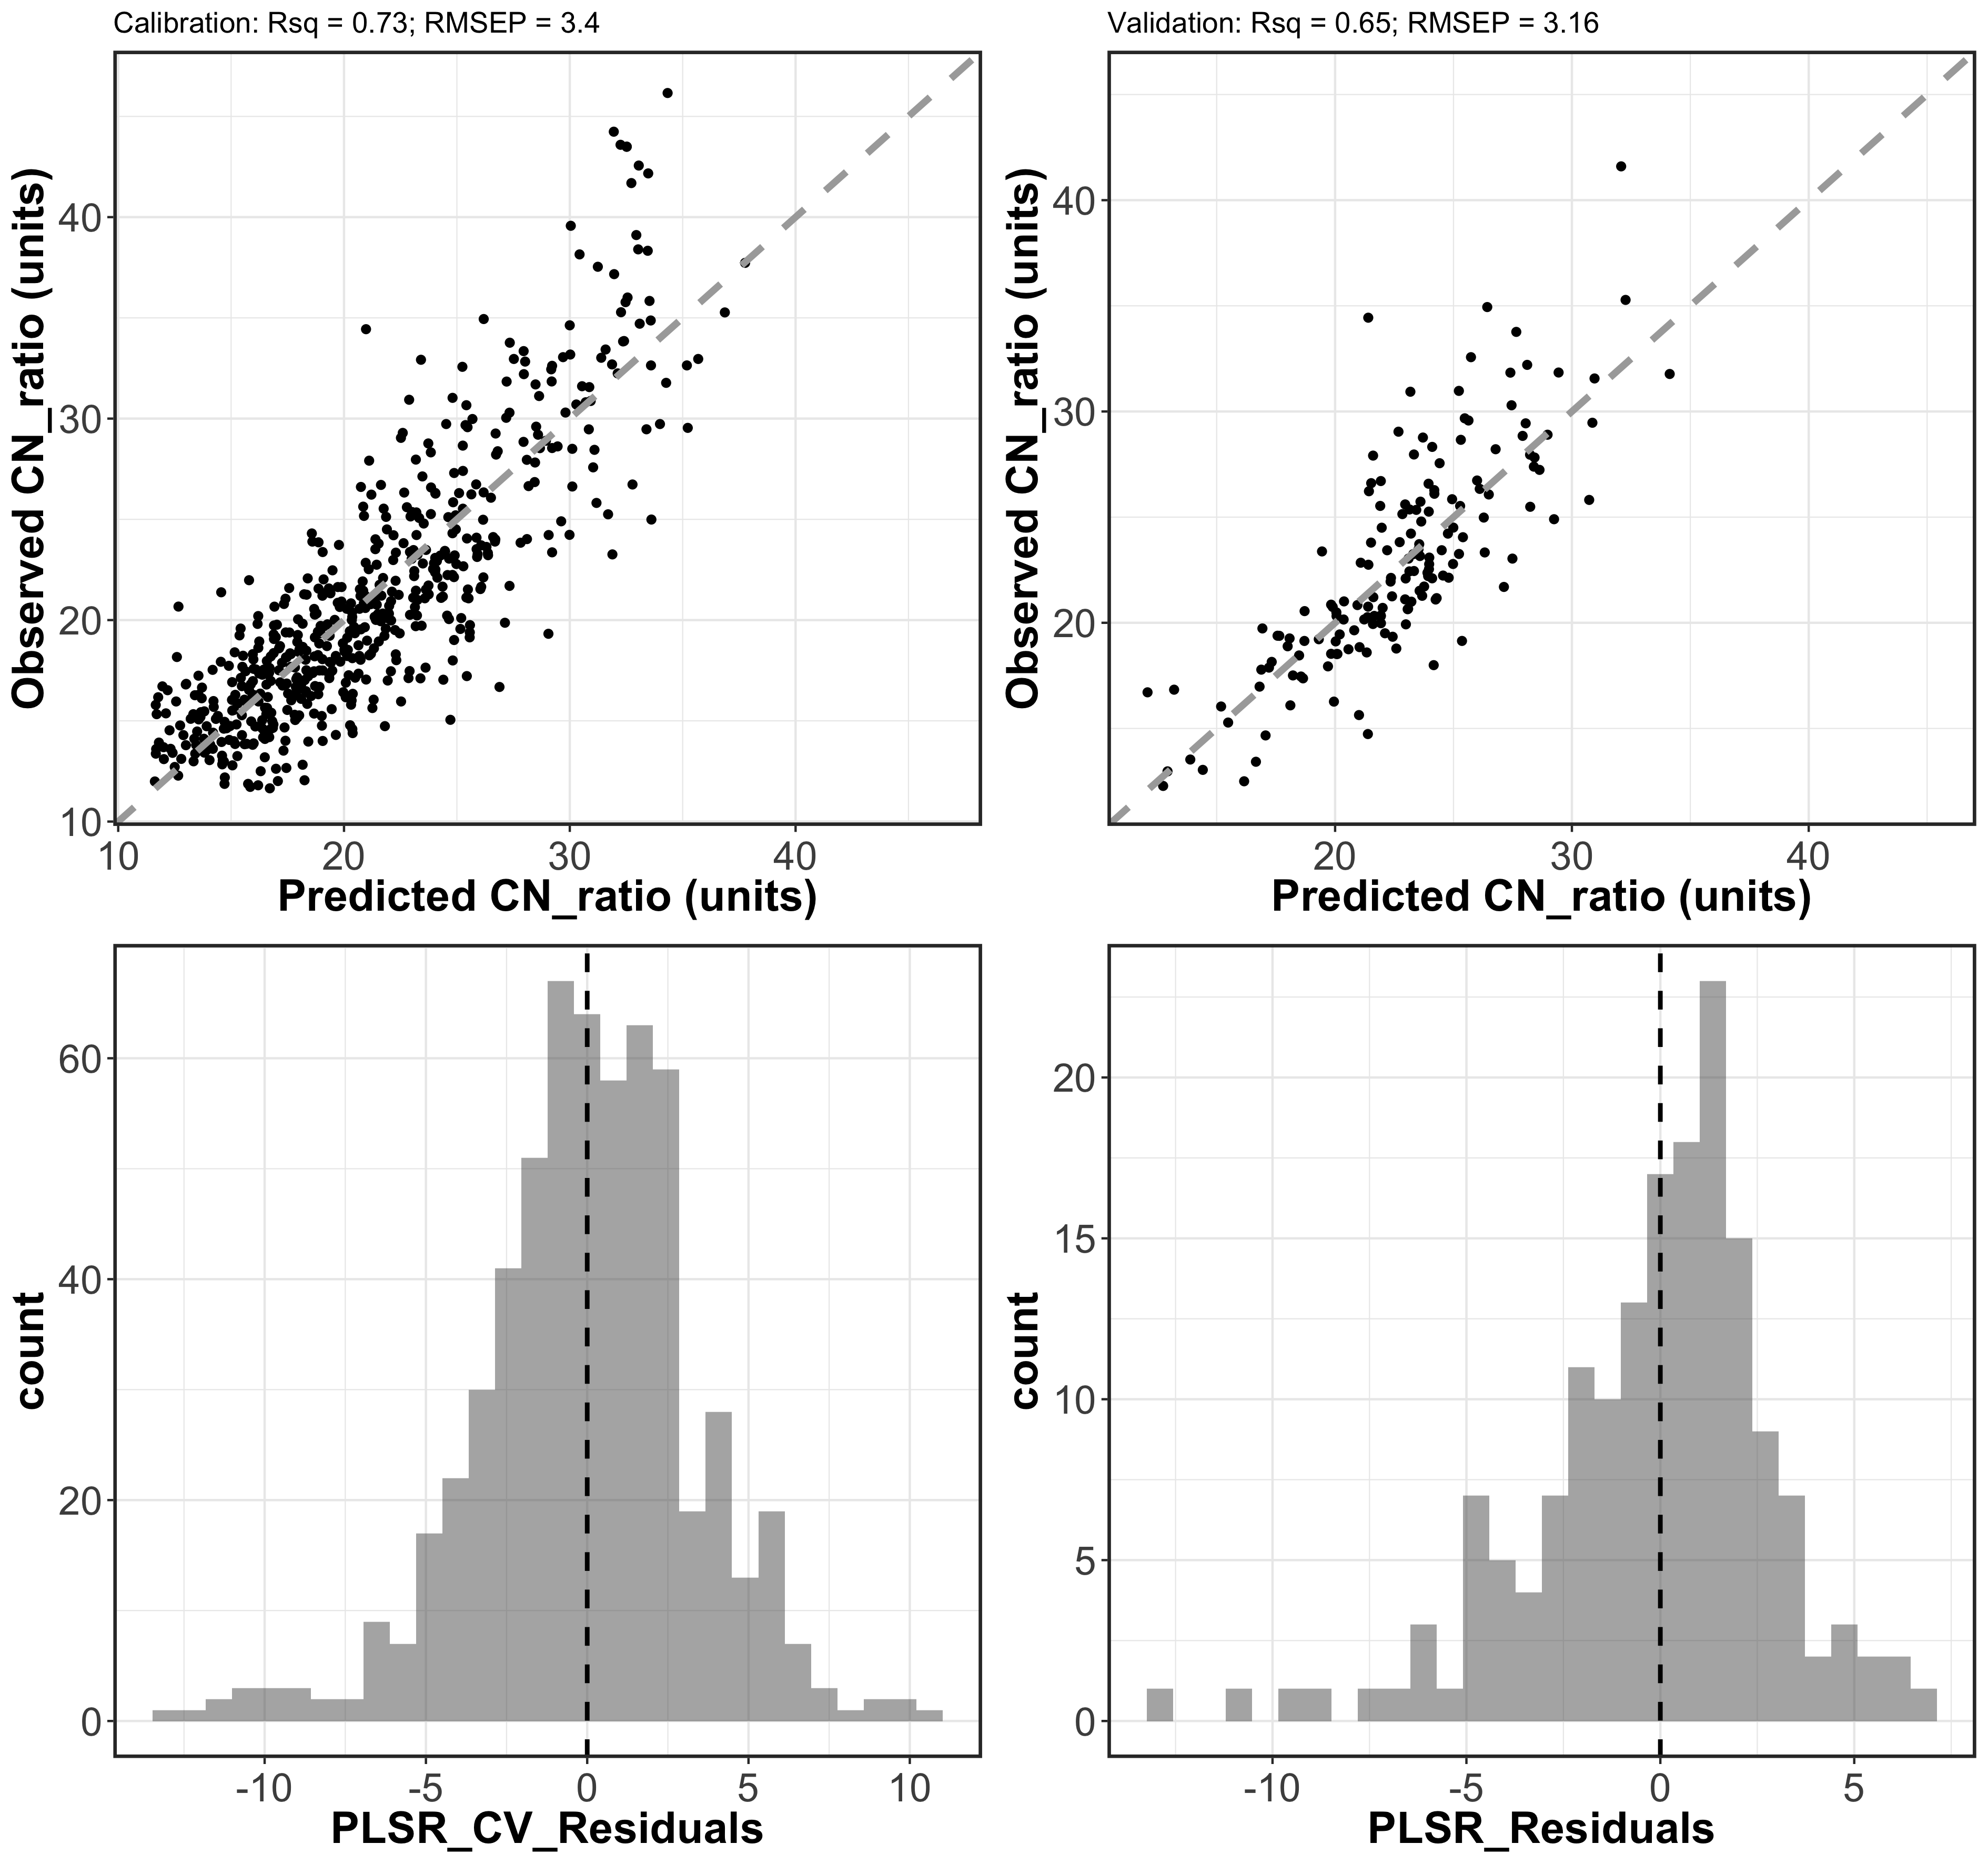 Calibration: Rsq = 0.73; RMSEP = 3.4
Observed CN_ratio (units)
40
30
20
10
10 20 30 40
Predicted CN_ratio (units)
Validation: Rsq = 0.65; RMSEP = 3.16
Observed CN_ratio (units)
40
30
20
20 30 40
Predicted CN_ratio (units)
count
60
40
20
0
-10 -5 0 5 10
PLSR_CV_Residuals
count
20
15
10
5
0
-10 -5 0 5
PLSR_Residuals